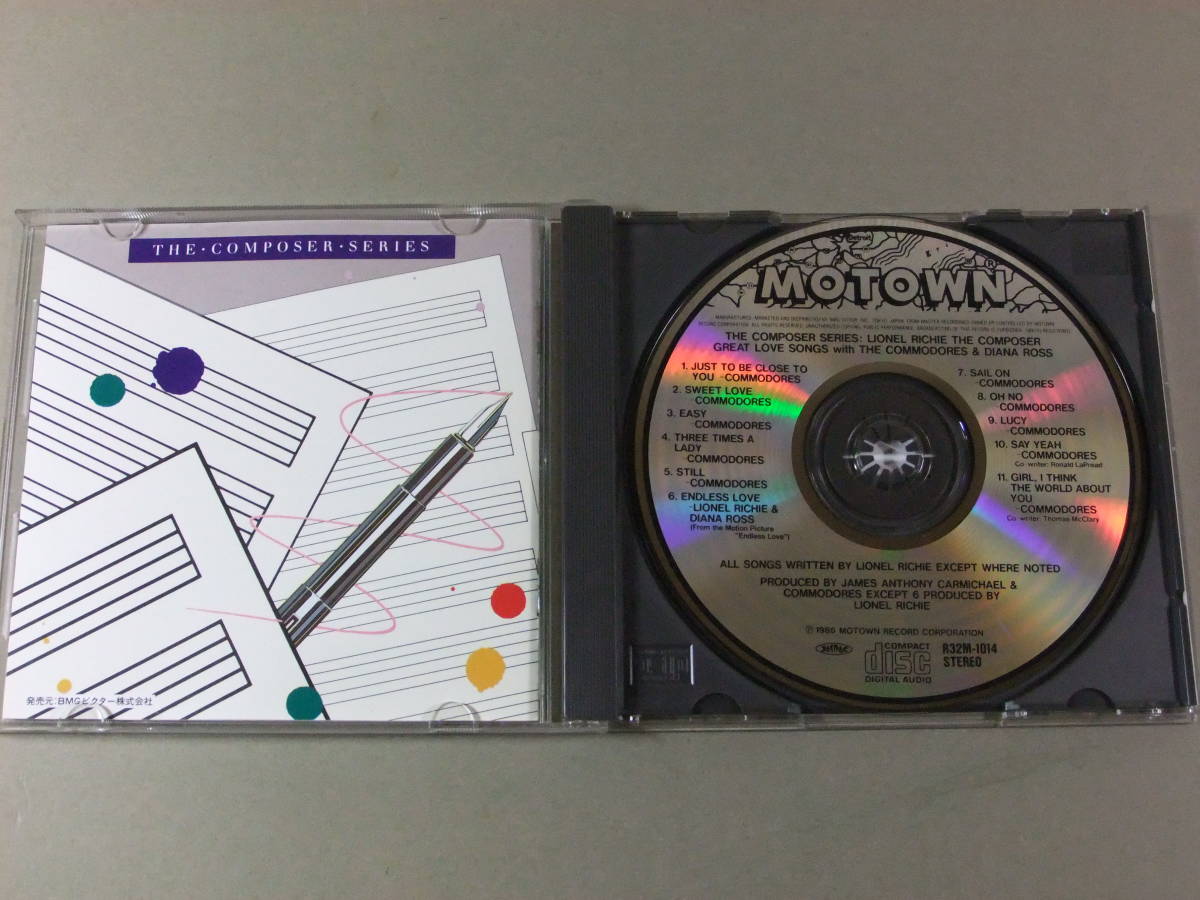 THE·COMPOSER·SERIES
発売元:BMGビクター株式会社
Detroit
MOTOWN®
THE COMPOSER SERIES: LIONEL RICHIE THE COMPOSER
GREAT LOVE SONGS with THE COMMODORES & DIANA ROSS
1. JUST TO BE CLOSE TO
YOU -COMMODORES
2. SWEET LOVE
-COMMODORES
3. EASY
-COMMODORES
4. THREE TIMES A
LADY
-COMMODORES
5. STILL
-COMMODORES
6. ENDLESS LOVE
-LIONEL RICHIE &
DIANA ROSS
(From the Motion Picture
"Endless Love")
7. SAIL ON
-COMMODORES
8. OH NO
-COMMODORES
9. LUCY
-COMMODORES
10. SAY YEAH
-COMMODORES
Co-writer: Ronald LaPread
11. GIRL, I THINK
THE WORLD ABOUT
YOU
-COMMODORES
Co-writer: Thomas McClary
ALL SONGS WRITTEN BY LIONEL RICHIE EXCEPT WHERE NOTED
PRODUCED BY JAMES ANTHONY CARMICHAEL &
COMMODORES EXCEPT 6 PRODUCED BY
LIONEL RICHIE
℗ 1986 MOTOWN RECORD CORPORATION
COMPACT
disc
DIGITAL AUDIO
R32M-1014
STEREO